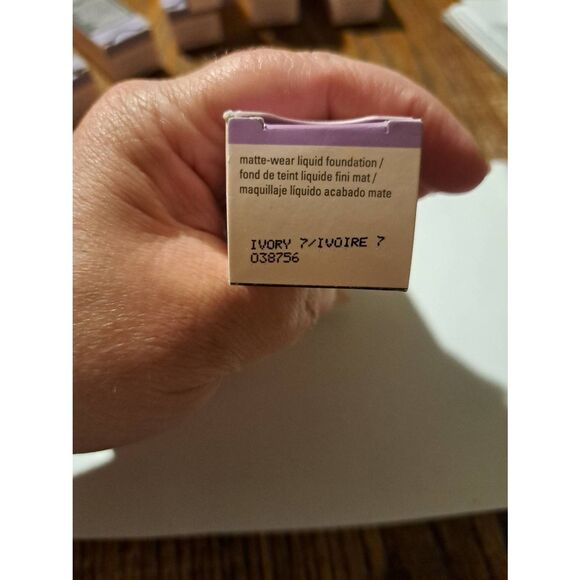 matte-wear liquid foundation /
fond de teint liquide fini mat /
maquillaje líquido acabado mate
IVORY 7/IVOIRE 7
038756